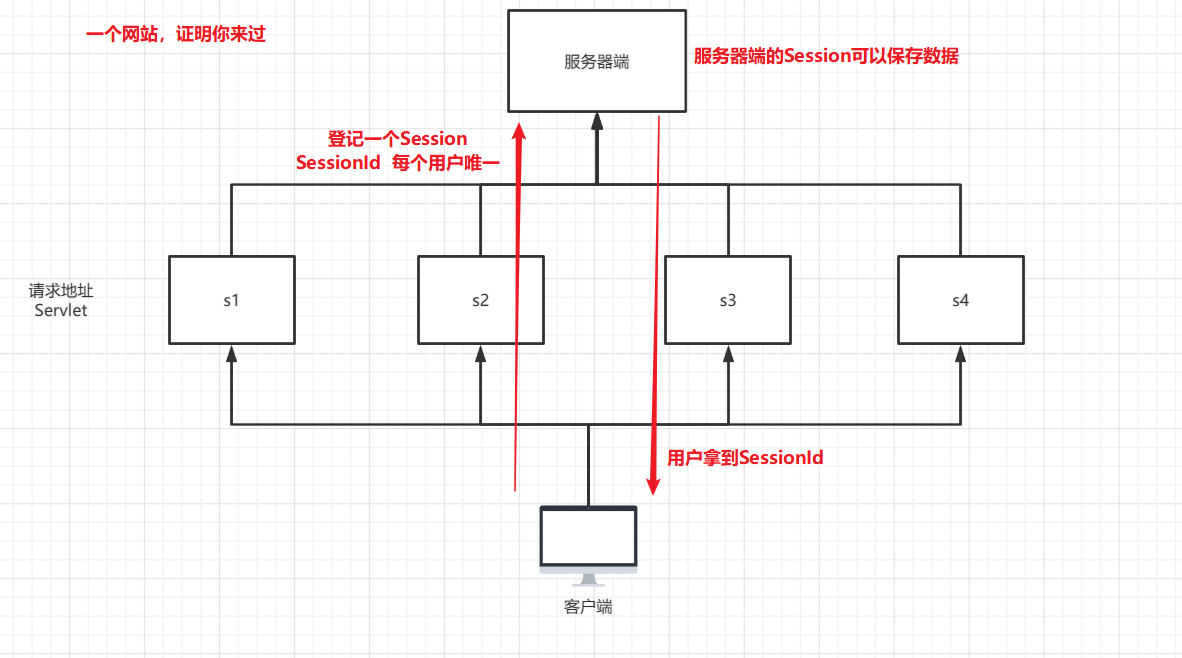 一个网站，证明你来过
服务器端
服务器端的Session可以保存数据
登记一个Session
SessionId 每个用户唯一
请求地址
Servlet
s1
s2
s3
s4
用户拿到SessionId
客户端